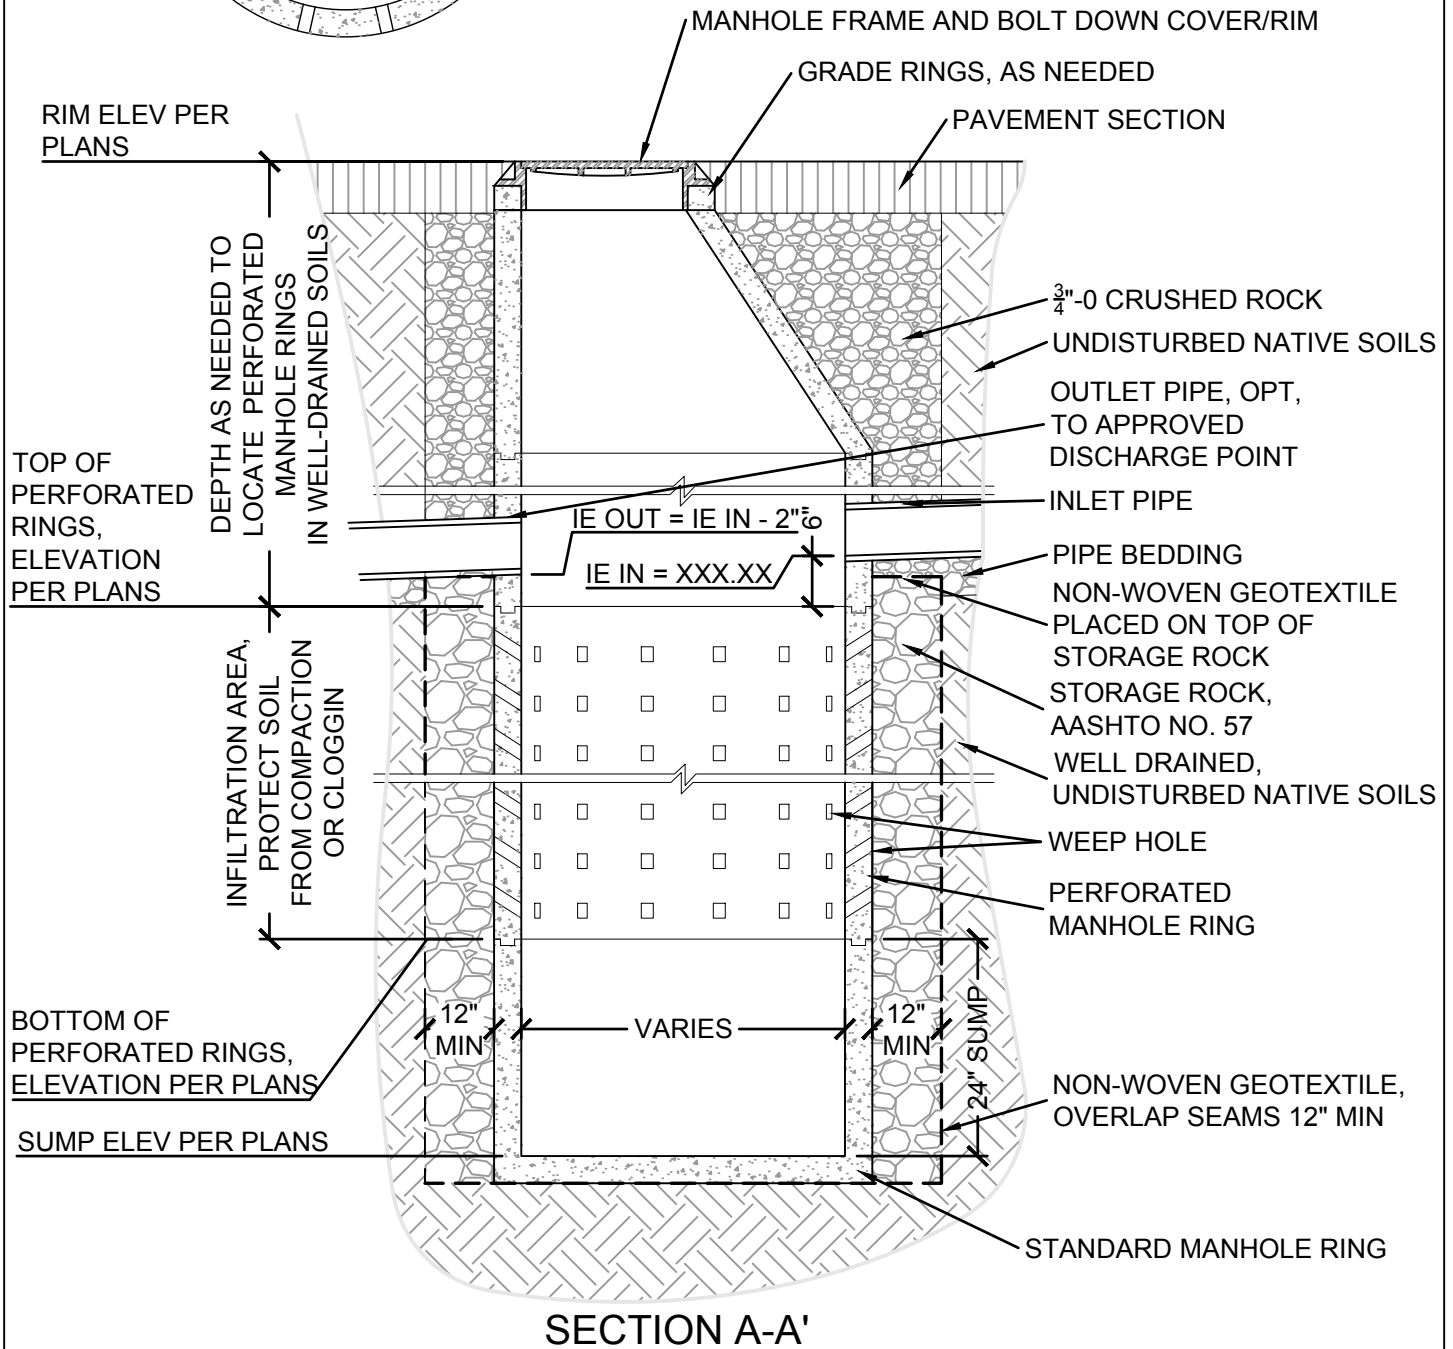 MANHOLE FRAME AND BOLT DOWN COVER/RIM
GRADE RINGS, AS NEEDED
PAVEMENT SECTION
RIM ELEV PER
PLANS
DEPTH AS NEEDED TO
LOCATE PERFORATED
MANHOLE RINGS
IN WELL-DRAINED SOILS
3/4"-0 CRUSHED ROCK
UNDISTURBED NATIVE SOILS
OUTLET PIPE, OPT,
TO APPROVED
DISCHARGE POINT
TOP OF
PERFORATED
RINGS,
ELEVATION
PER PLANS
INLET PIPE
IE OUT = IE IN - 2"
6"
IE IN = XXX.XX
PIPE BEDDING
NON-WOVEN GEOTEXTILE
PLACED ON TOP OF
STORAGE ROCK
STORAGE ROCK,
AASHTO NO. 57
INFILTRATION AREA,
PROTECT SOIL
FROM COMPACTION
OR CLOGGIN
WELL DRAINED,
UNDISTURBED NATIVE SOILS
WEEP HOLE
PERFORATED
MANHOLE RING
BOTTOM OF
PERFORATED RINGS,
ELEVATION PER PLANS
12"
MIN
VARIES
12"
MIN
24" SUMP
NON-WOVEN GEOTEXTILE,
OVERLAP SEAMS 12" MIN
SUMP ELEV PER PLANS
STANDARD MANHOLE RING
SECTION A-A'